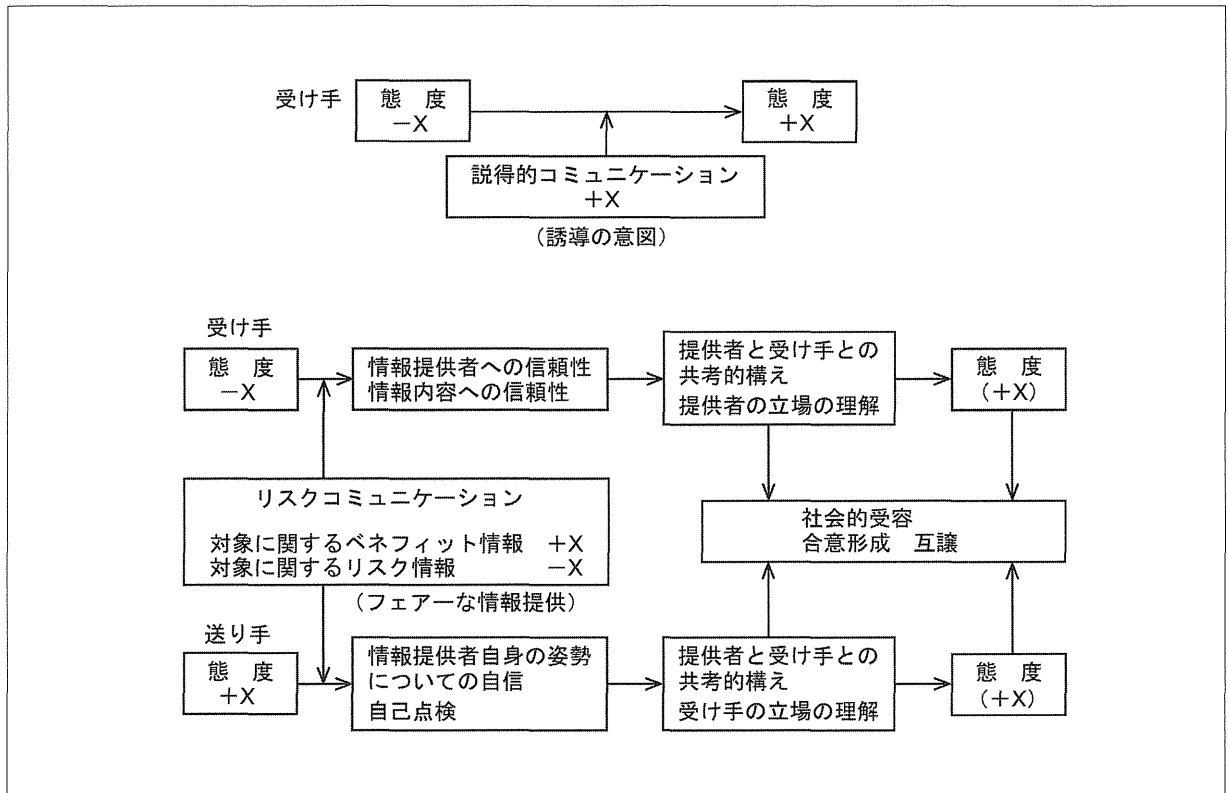 受け手
態　度
−X
態　度
+X
説得的コミュニケーション
+X
（誘導の意図）
受け手
態　度
−X
情報提供者への信頼性
情報内容への信頼性
提供者と受け手との
共考的構え
提供者の立場の理解
態　度
（+X）
リスクコミュニケーション
対象に関するベネフィット情報　+X
対象に関するリスク情報　−X
（フェアーな情報提供）
社会的受容
合意形成　互譲
送り手
態　度
+X
情報提供者自身の姿勢
についての自信
自己点検
提供者と受け手との
共考的構え
受け手の立場の理解
態　度
（+X）